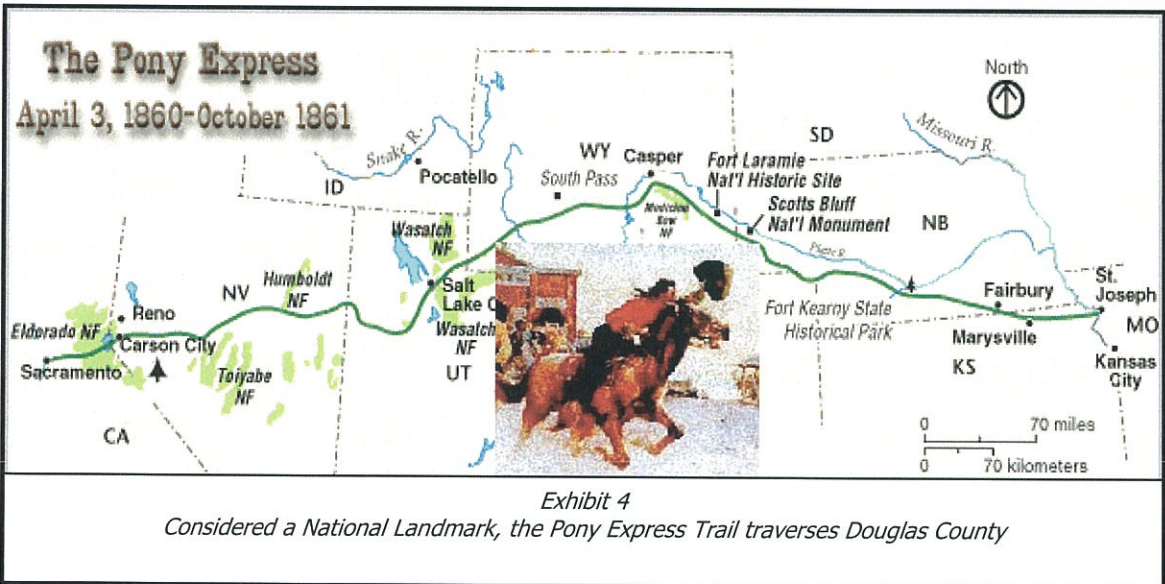 The Pony Express
April 3, 1860-October 1861
North
Missouri R.
SD
Snake R.
Pocatello
ID
WY
Casper
South Pass
Fort Laramie
Nat'l Historic Site
Scotts Bluff
Nat'l Monument
Medicine
Bow
NF
Platte R.
NB
Wasatch
NF
Humboldt
NF
NV
Salt
Lake C
Wasatch
NF
UT
Reno
Eldorado NF
Carson City
Sacramento
Toiyabe
NF
CA
Fort Kearny State
Historical Park
Fairbury
Marysville
St.
Joseph
MO
KS
Kansas
City
0 70 miles
0 70 kilometers
Exhibit 4
Considered a National Landmark, the Pony Express Trail traverses Douglas County